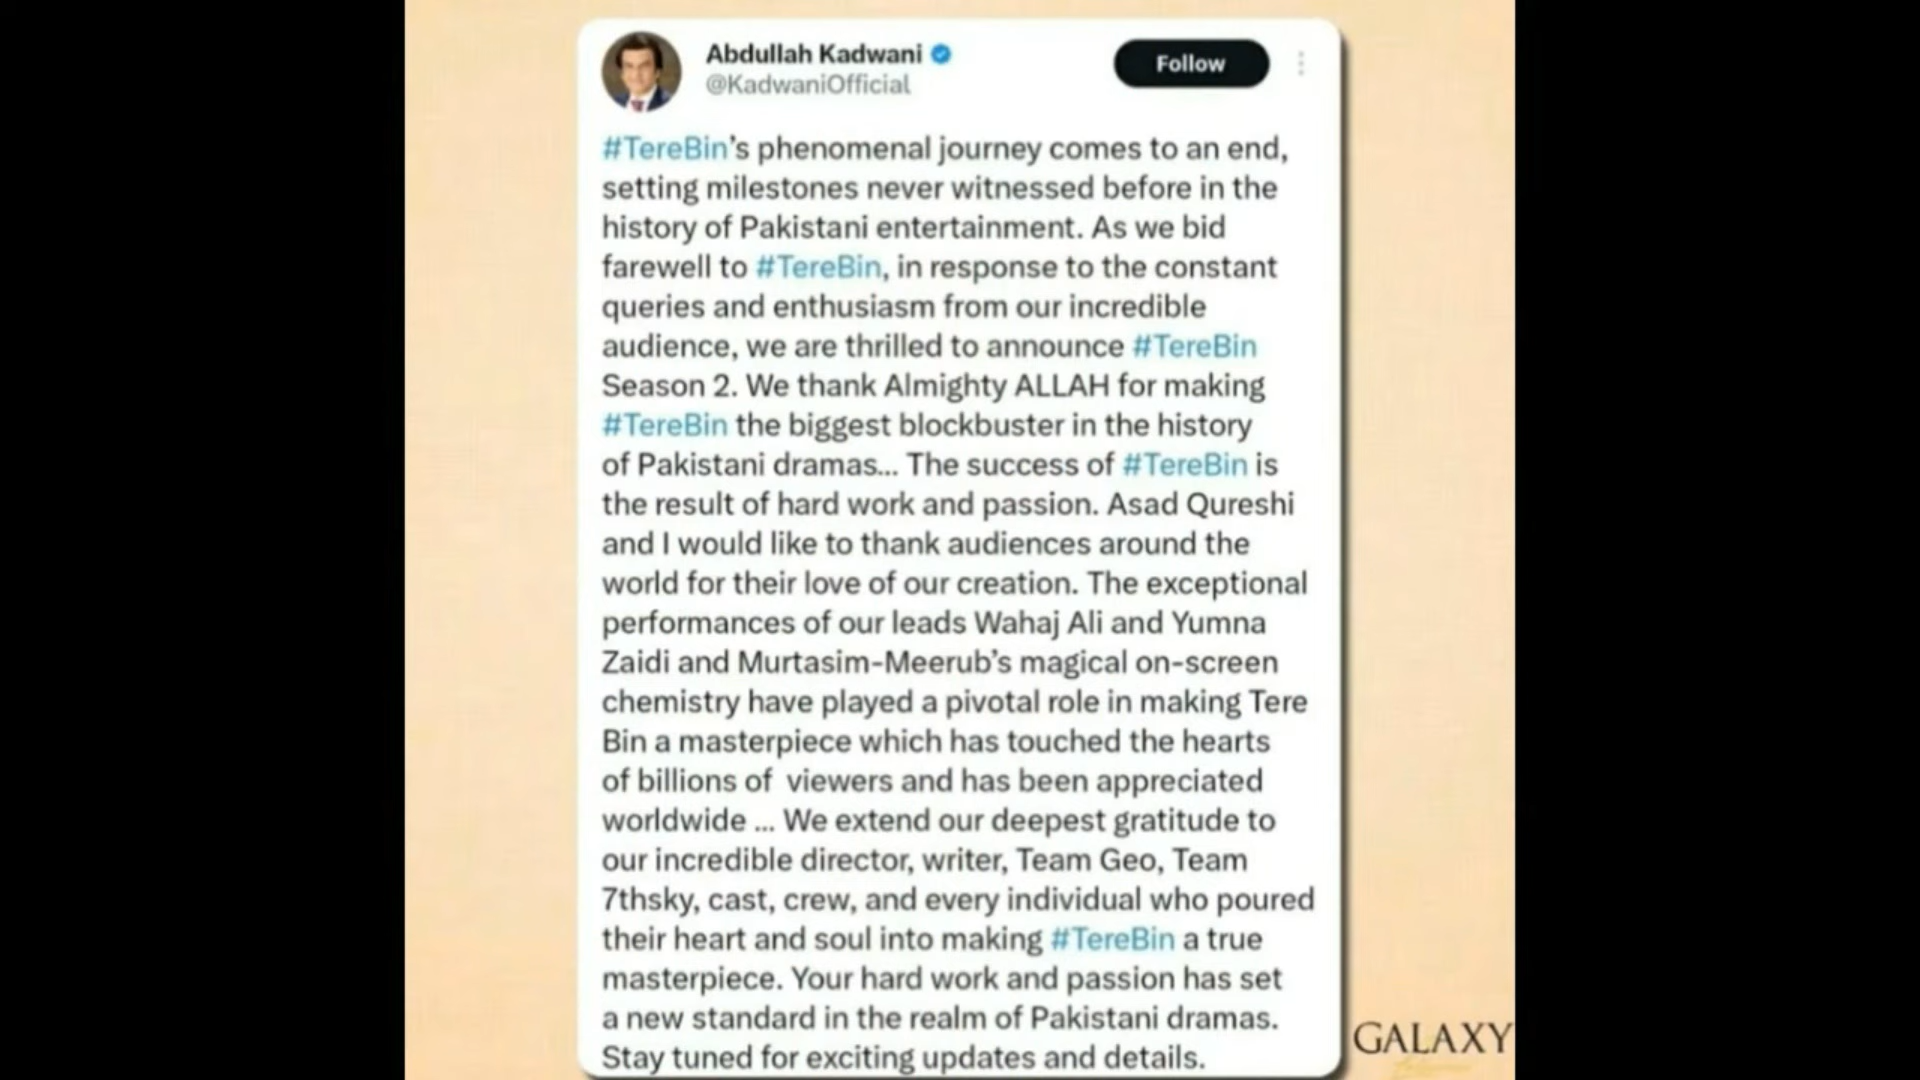 Abdullah Kadwani
@KadwaniOfficial
Follow
#TereBin's phenomenal journey comes to an end,
setting milestones never witnessed before in the
history of Pakistani entertainment. As we bid
farewell to #TereBin, in response to the constant
queries and enthusiasm from our incredible
audience, we are thrilled to announce #TereBin
Season 2. We thank Almighty ALLAH for making
#TereBin the biggest blockbuster in the history
of Pakistani dramas... The success of #TereBin is
the result of hard work and passion. Asad Qureshi
and I would like to thank audiences around the
world for their love of our creation. The exceptional
performances of our leads Wahaj Ali and Yumna
Zaidi and Murtasim-Meerub's magical on-screen
chemistry have played a pivotal role in making Tere
Bin a masterpiece which has touched the hearts
of billions of  viewers and has been appreciated
worldwide ... We extend our deepest gratitude to
our incredible director, writer, Team Geo, Team
7thsky, cast, crew, and every individual who poured
their heart and soul into making #TereBin a true
masterpiece. Your hard work and passion has set
a new standard in the realm of Pakistani dramas.
Stay tuned for exciting updates and details.
GALAXY